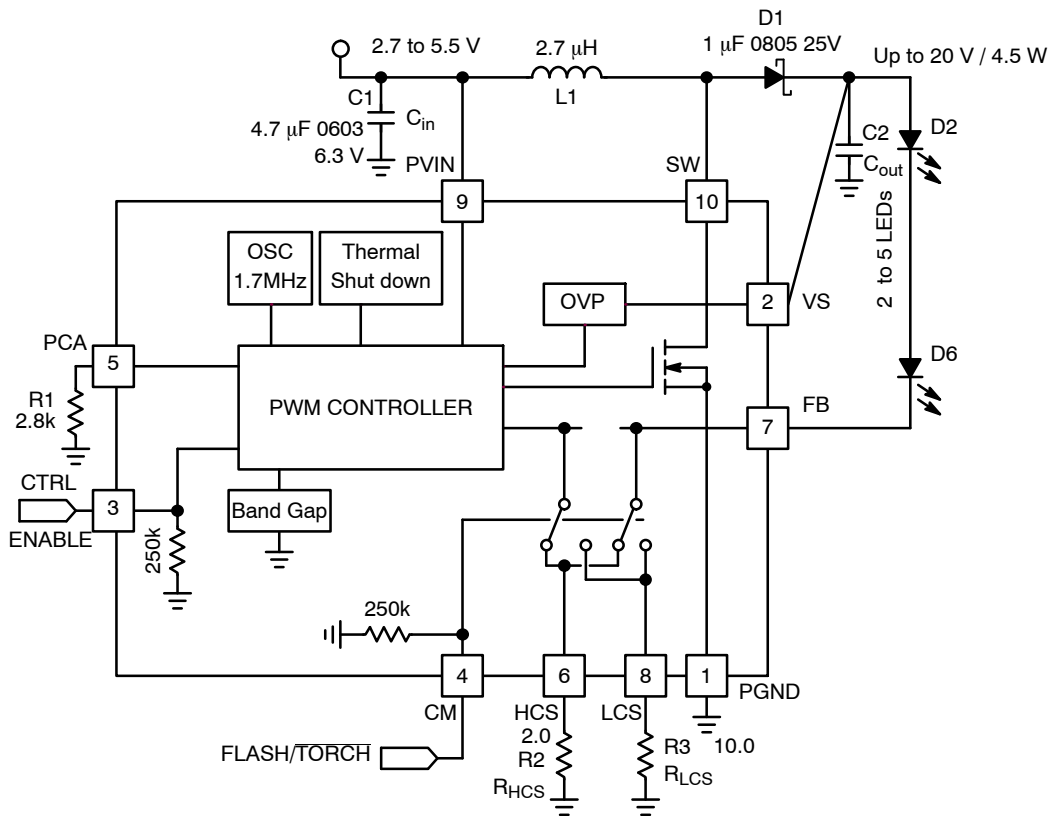 D1
2.7 to 5.5 V
2.7 μH
1 μF 0805 25V
Up to 20 V / 4.5 W
C1
L1
4.7 μF 0603
Cin
6.3 V
C2
Cout
D2
PVIN
SW
9
10
2 to 5 LEDs
OSC
1.7MHz
Thermal
Shut down
OVP
2
VS
PCA
5
D6
R1
2.8k
PWM CONTROLLER
FB
7
CTRL
3
ENABLE
Band Gap
250k
250k
4
6
8
1
PGND
CM
HCS
LCS
2.0
R2
R3
10.0
FLASH/TORCH
RHCS
RLCS